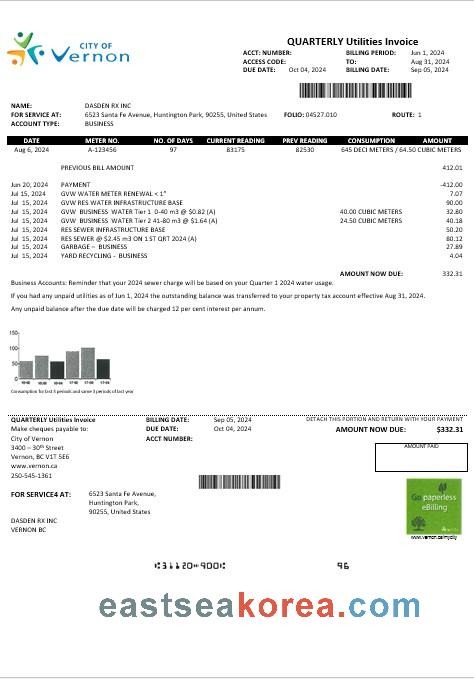 CITY OF
Vernon
QUARTERLY Utilities Invoice
ACCT: NUMBER: BILLING PERIOD: Jun 1, 2024
ACCESS CODE: TO: Aug 31, 2024
DUE DATE: Oct 04, 2024 BILLING DATE: Sep 05, 2024
NAME: DASDEN RX INC
FOR SERVICE AT: 6523 Santa Fe Avenue, Huntington Park, 90255, United States FOLIO: 04527.010 ROUTE: 1
ACCOUNT TYPE: BUSINESS
DATE METER NO. NO. OF DAYS CURRENT READING PREV READING CONSUMPTION AMOUNT
Aug 6, 2024 A-123456 97 83175 82530 645 DECI METERS / 64.50 CUBIC METERS
PREVIOUS BILL AMOUNT 412.01
Jun 20, 2024 PAYMENT -412.00
Jul 15, 2024 GVW WATER METER RENEWAL < 1" 7.07
Jul 15, 2024 GVW RES WATER INFRASTRUCTURE BASE 90.00
Jul 15, 2024 GVW BUSINESS WATER Tier 1 0-40 m3 @ $0.82 (A) 40.00 CUBIC METERS 32.80
Jul 15, 2024 GVW BUSINESS WATER Tier 2 41-80 m3 @ $1.64 (A) 24.50 CUBIC METERS 40.18
Jul 15, 2024 RES SEWER INFRASTRUCTURE BASE 50.20
Jul 15, 2024 RES SEWER @ $2.45 m3 ON 1 ST QRT 2024 (A) 80.12
Jul 15, 2024 GARBAGE – BUSINESS 27.89
Jul 15, 2024 YARD RECYCLING - BUSINESS 4.04
AMOUNT NOW DUE: 332.31
Business Accounts: Reminder that your 2024 sewer charge will be based on your Quarter 1 2024 water usage.
If you had any unpaid utilities as of Jun 1, 2024 the outstanding balance was transferred to your property tax account effective Aug 31, 2024.
Any unpaid balance after the due date will be charged 12 per cent interest per annum.
150
100
50
0
Consumption for last 3 periods and same 3 periods of last year
QUARTERLY Utilities Invoice BILLING DATE: Sep 05, 2024 DETACH THIS PORTION AND RETURN WITH YOUR PAYMENT
Make cheques payable to: DUE DATE: Oct 04, 2024 AMOUNT NOW DUE: $332.31
City of Vernon ACCT NUMBER:
3400 – 30th Street
Vernon, BC V1T 5E6
www.vernon.ca
250-545-1361
AMOUNT PAID
FOR SERVICE4 AT: 6523 Santa Fe Avenue,
Huntington Park,
90255, United States
Go paperless
eBilling
www.vernon.ca/mycity
DASDEN RX INC
VERNON BC
⑆31120⑉900⑆ 96
eastseakorea.com